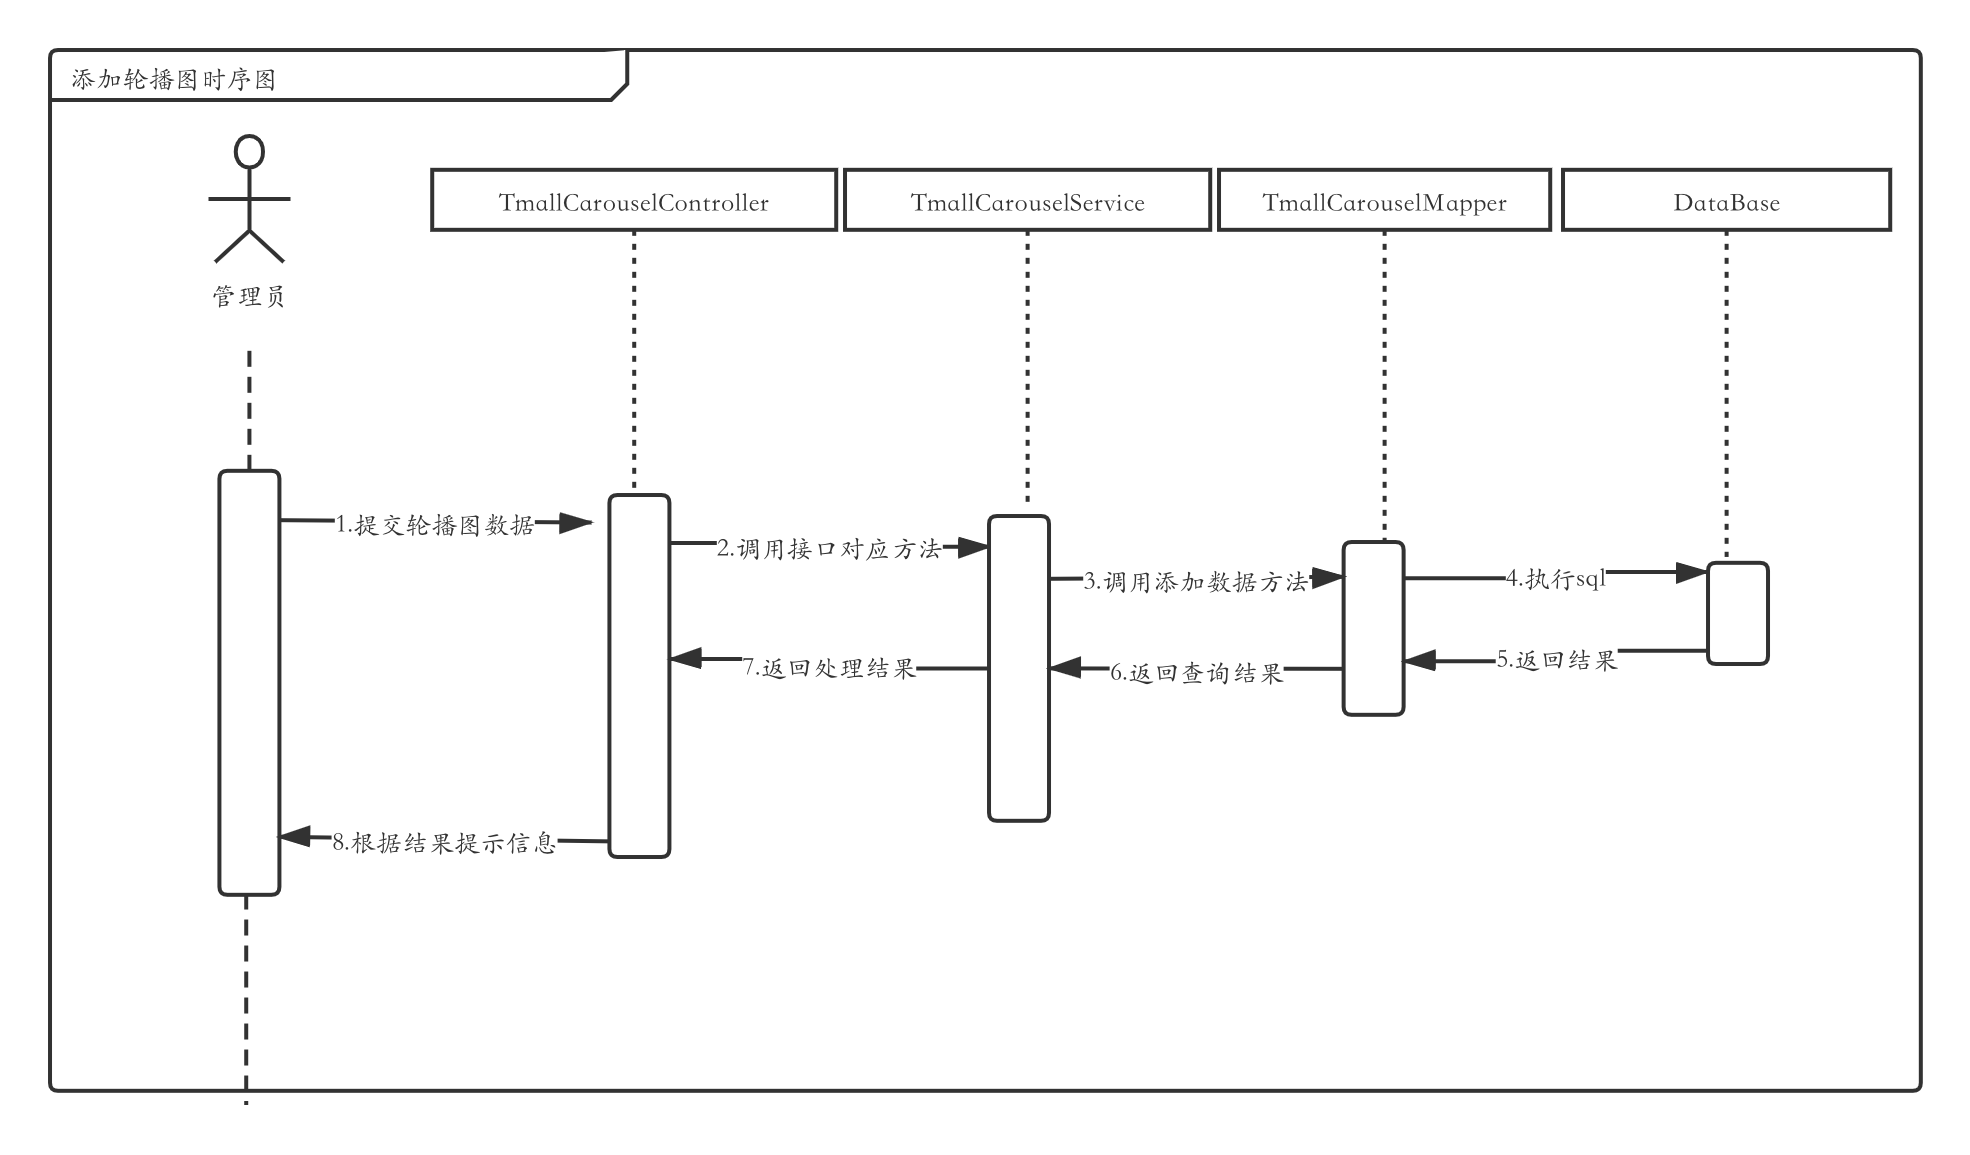 添加轮播图时序图
TmallCarouselController
TmallCarouselService
TmallCarouselMapper
DataBase
管理员
1.提交轮播图数据
2.调用接口对应方法
3.调用添加数据方法
4.执行sql
5.返回结果
6.返回查询结果
7.返回处理结果
8.根据结果提示信息